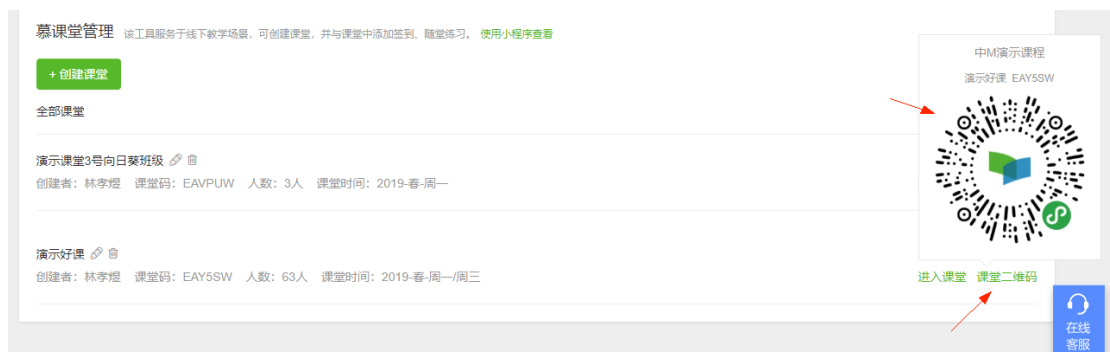 慕课堂管理 该工具服务于线下教学场景，可创建课堂，并与课堂中添加签到、随堂练习。 使用小程序查看
+ 创建课堂
全部课堂
演示课堂3号向日葵班级
创建者：林孝煜 课堂码：EAVPUW 人数：3人 课堂时间：2019-春-周一
演示好课
创建者：林孝煜 课堂码：EAY5SW 人数：63人 课堂时间：2019-春-周一/周三
中M演示课程
演示好课 EAY5SW
进入课堂 课堂二维码
在线
客服